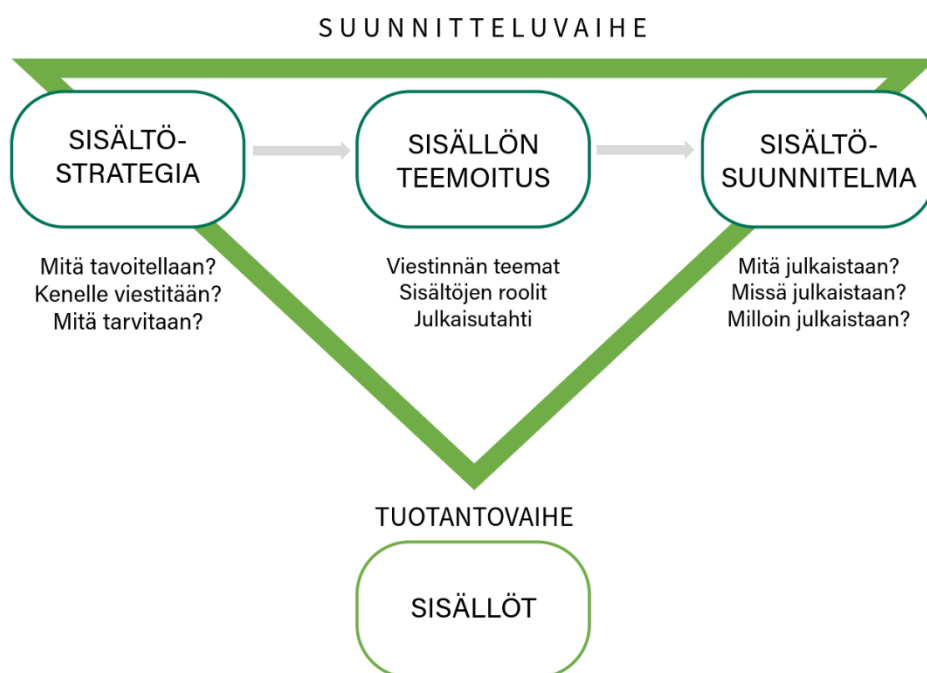 SUUNNITTELUVAIHE
SISÄLTÖ-
STRATEGIA
SISÄLLÖN
TEEMOITUS
SISÄLTÖ-
SUUNNITELMA
Mitä tavoitellaan?
Kenelle viestitään?
Mitä tarvitaan?
Viestinnän teemat
Sisältöjen roolit
Julkaisutahti
Mitä julkaistaan?
Missä julkaistaan?
Milloin julkaistaan?
TUOTANTOVAIHE
SISÄLLÖT